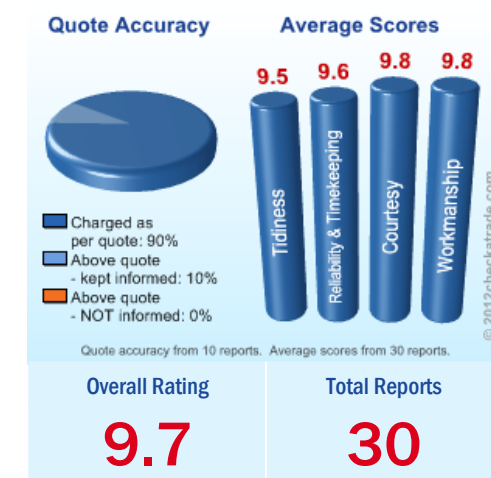 Quote Accuracy
Charged as
per quote: 90%
Above quote
- kept informed: 10%
Above quote
- NOT informed: 0%
Average Scores
9.5
9.6
9.8
9.8
Tidiness
Reliability & Timekeeping
Courtesy
Workmanship
© 2012checkatrade.com
Quote accuracy from 10 reports. Average scores from 30 reports.
Overall Rating
9.7
Total Reports
30